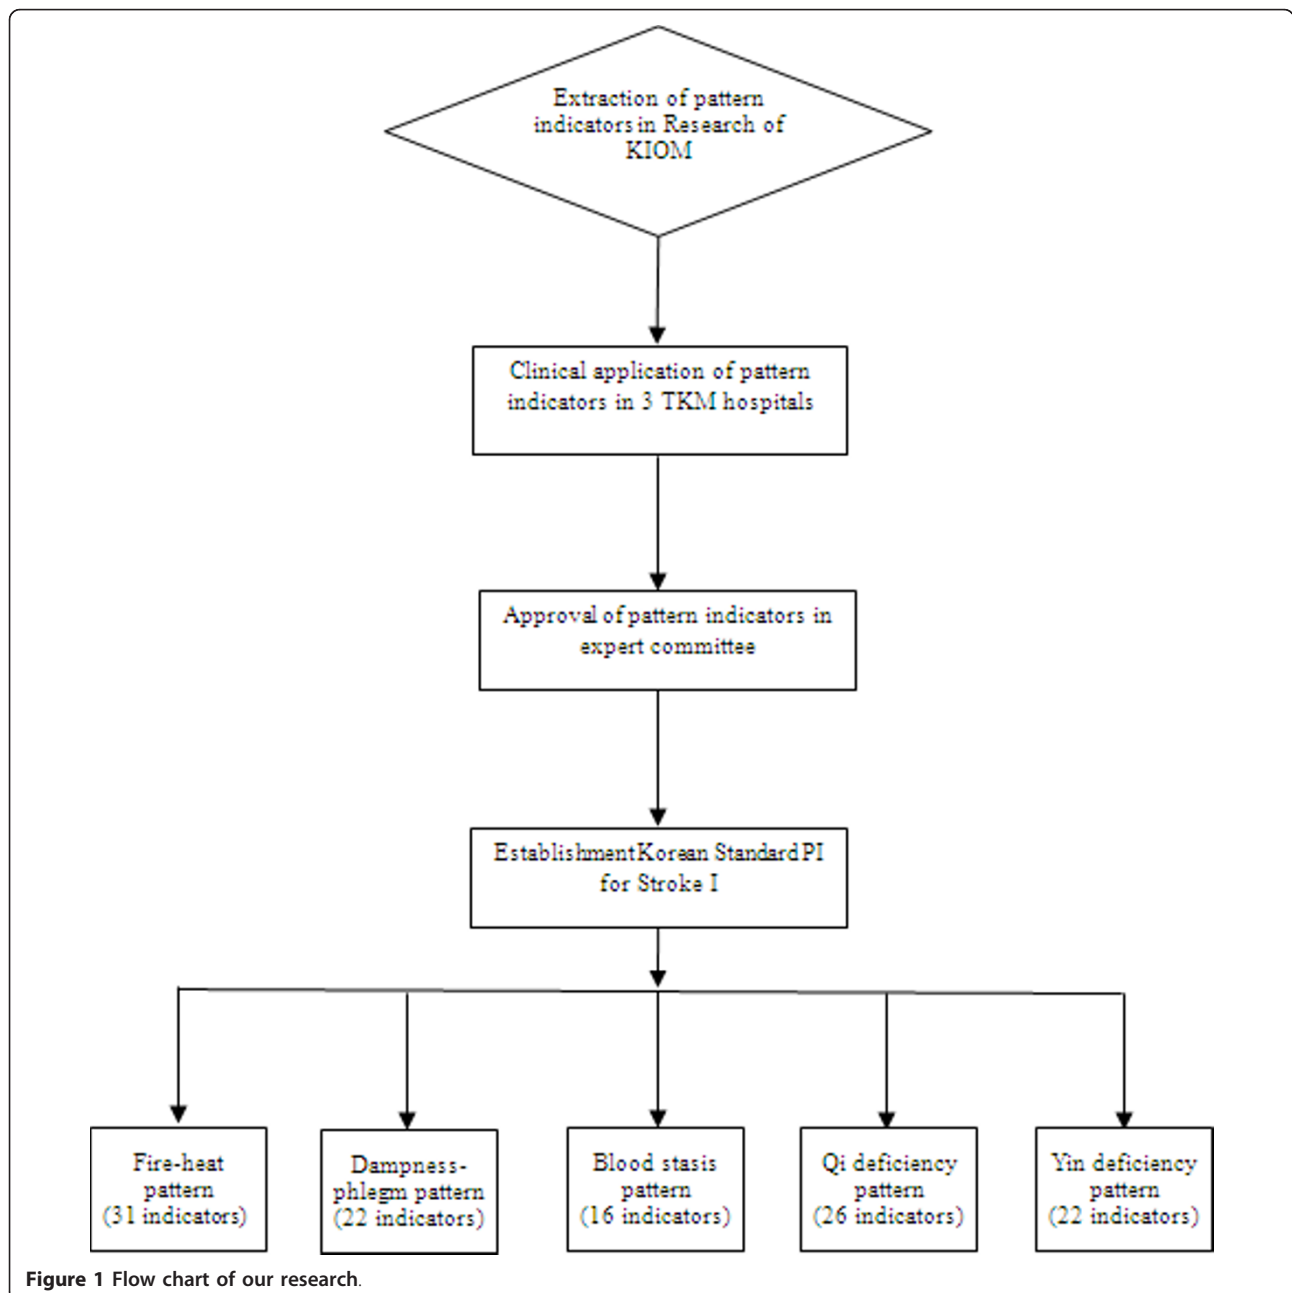 Extraction of pattern
indicators in Research of
KIOM
Clinical application of pattern
indicators in 3 TKM hospitals
Approval of pattern indicators in
expert committee
Establishment Korean Standard PI
for Stroke I
Fire-heat
pattern
(31 indicators)
Dampness-
phlegm pattern
(22 indicators)
Blood stasis
pattern
(16 indicators)
Qi deficiency
pattern
(26 indicators)
Yin deficiency
pattern
(22 indicators)
Figure 1 Flow chart of our research.